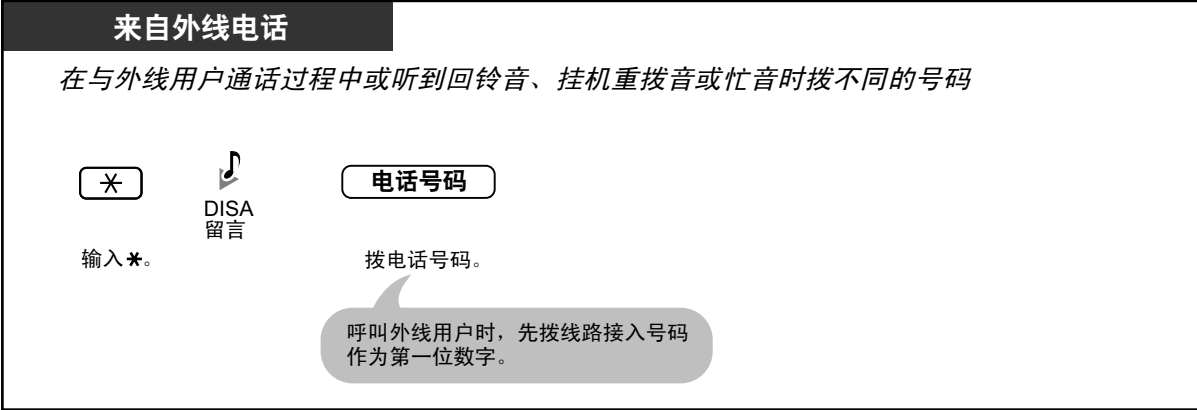 来自外线电话
在与外线用户通话过程中或听到回铃音、挂机重拨音或忙音时拨不同的号码
电话号码
DISA
留言
输入*。
拨电话号码。
呼叫外线用户时，先拨线路接入号码
作为第一位数字。